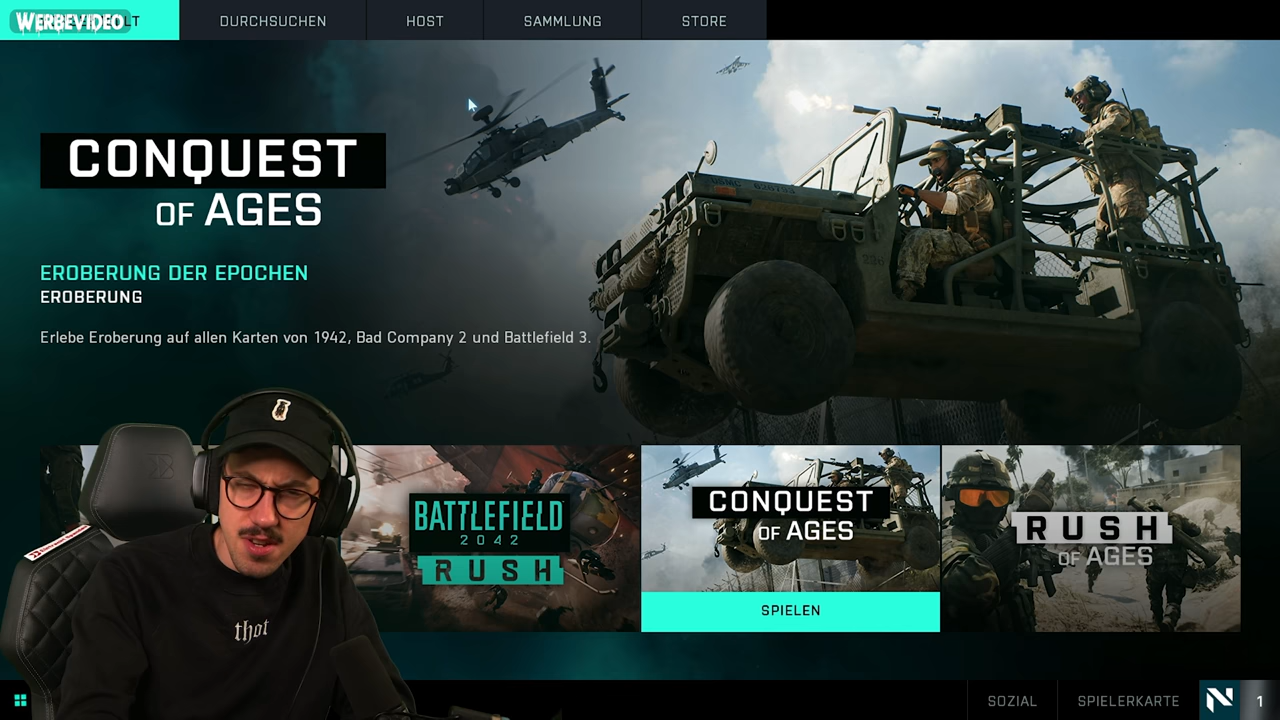 WERBEVIDEO
DURCHSUCHEN
HOST
SAMMLUNG
STORE
CONQUEST
OF AGES
EROBERUNG DER EPOCHEN
EROBERUNG
Erlebe Eroberung auf allen Karten von 1942, Bad Company 2 und Battlefield 3.
BATTLEFIELD
2042
RUSH
CONQUEST
OF AGES
SPIELEN
RUSH
OF AGES
thot
SOZIAL
SPIELERKARTE
1